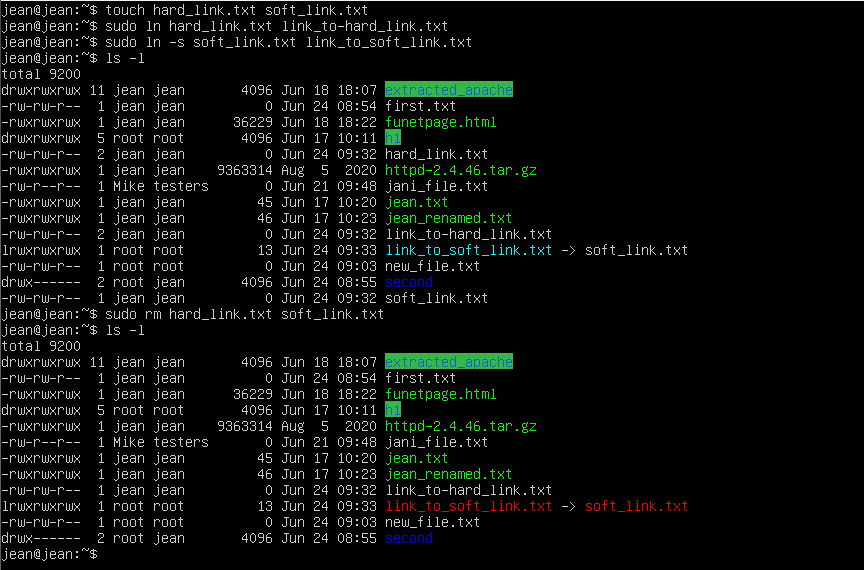 jean@jean:~$ touch hard_link.txt soft_link.txt
jean@jean:~$ sudo ln hard_link.txt link_to-hard_link.txt
jean@jean:~$ sudo ln -s soft_link.txt link_to_soft_link.txt
jean@jean:~$ ls -l
total 9200
drwxrwxrwx 11 jean jean       4096 Jun 18 18:07 extracted_apache
-rw-rw-r--  1 jean jean          0 Jun 24 08:54 first.txt
-rwxrwxrwx  1 jean jean      36229 Jun 18 18:22 funetpage.html
drwxrwxrwx  5 root root       4096 Jun 17 10:11 h1
-rw-rw-r--  2 jean jean          0 Jun 24 09:32 hard_link.txt
-rwxrwxrwx  1 jean jean    9363314 Aug  5  2020 httpd-2.4.46.tar.gz
-rw-r--r--  1 Mike testers       0 Jun 21 09:48 jani_file.txt
-rwxrwxrwx  1 jean jean         45 Jun 17 10:20 jean.txt
-rwxrwxrwx  1 jean jean         46 Jun 17 10:23 jean_renamed.txt
-rw-rw-r--  2 jean jean          0 Jun 24 09:32 link_to-hard_link.txt
lrwxrwxrwx  1 root root         13 Jun 24 09:33 link_to_soft_link.txt -> soft_link.txt
-rw-rw-r--  1 root root          0 Jun 24 09:03 new_file.txt
drwx------  2 root jean       4096 Jun 24 08:55 second
-rw-rw-r--  1 jean jean          0 Jun 24 09:32 soft_link.txt
jean@jean:~$ sudo rm hard_link.txt soft_link.txt
jean@jean:~$ ls -l
total 9200
drwxrwxrwx 11 jean jean       4096 Jun 18 18:07 extracted_apache
-rw-rw-r--  1 jean jean          0 Jun 24 08:54 first.txt
-rwxrwxrwx  1 jean jean      36229 Jun 18 18:22 funetpage.html
drwxrwxrwx  5 root root       4096 Jun 17 10:11 h1
-rwxrwxrwx  1 jean jean    9363314 Aug  5  2020 httpd-2.4.46.tar.gz
-rw-r--r--  1 Mike testers       0 Jun 21 09:48 jani_file.txt
-rwxrwxrwx  1 jean jean         45 Jun 17 10:20 jean.txt
-rwxrwxrwx  1 jean jean         46 Jun 17 10:23 jean_renamed.txt
-rw-rw-r--  1 jean jean          0 Jun 24 09:32 link_to-hard_link.txt
lrwxrwxrwx  1 root root         13 Jun 24 09:33 link_to_soft_link.txt -> soft_link.txt
-rw-rw-r--  1 root root          0 Jun 24 09:03 new_file.txt
drwx------  2 root jean       4096 Jun 24 08:55 second
jean@jean:~$